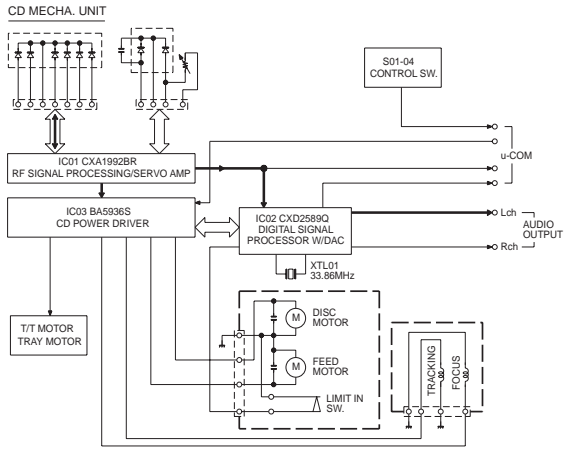 CD MECHA. UNIT
S01-04
CONTROL SW.
IC01 CXA1992BR
RF SIGNAL PROCESSING/SERVO AMP
u-COM
IC03 BA5936S
CD POWER DRIVER
IC02 CXD2589Q
DIGITAL SIGNAL
PROCESSOR W/DAC
Lch
AUDIO
OUTPUT
Rch
XTL01
33.86MHz
T/T MOTOR
TRAY MOTOR
M
DISC
MOTOR
M
FEED
MOTOR
LIMIT IN
SW.
TRACKING
FOCUS